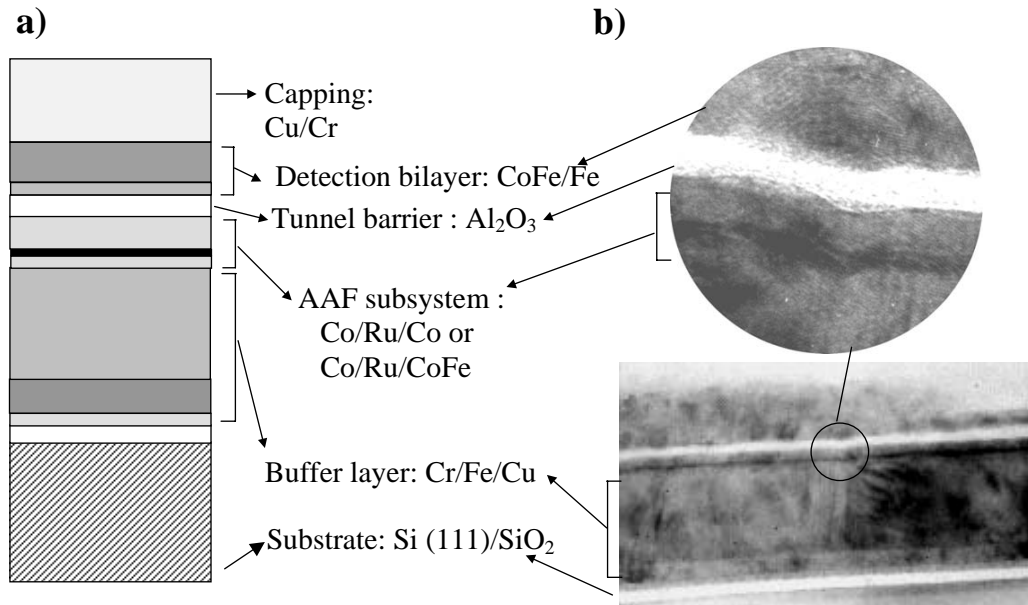 a)
b)
Capping:
Cu/Cr
Detection bilayer: CoFe/Fe
Tunnel barrier : Al₂O₃
AAF subsystem :
Co/Ru/Co or
Co/Ru/CoFe
Buffer layer: Cr/Fe/Cu
Substrate: Si (111)/SiO₂